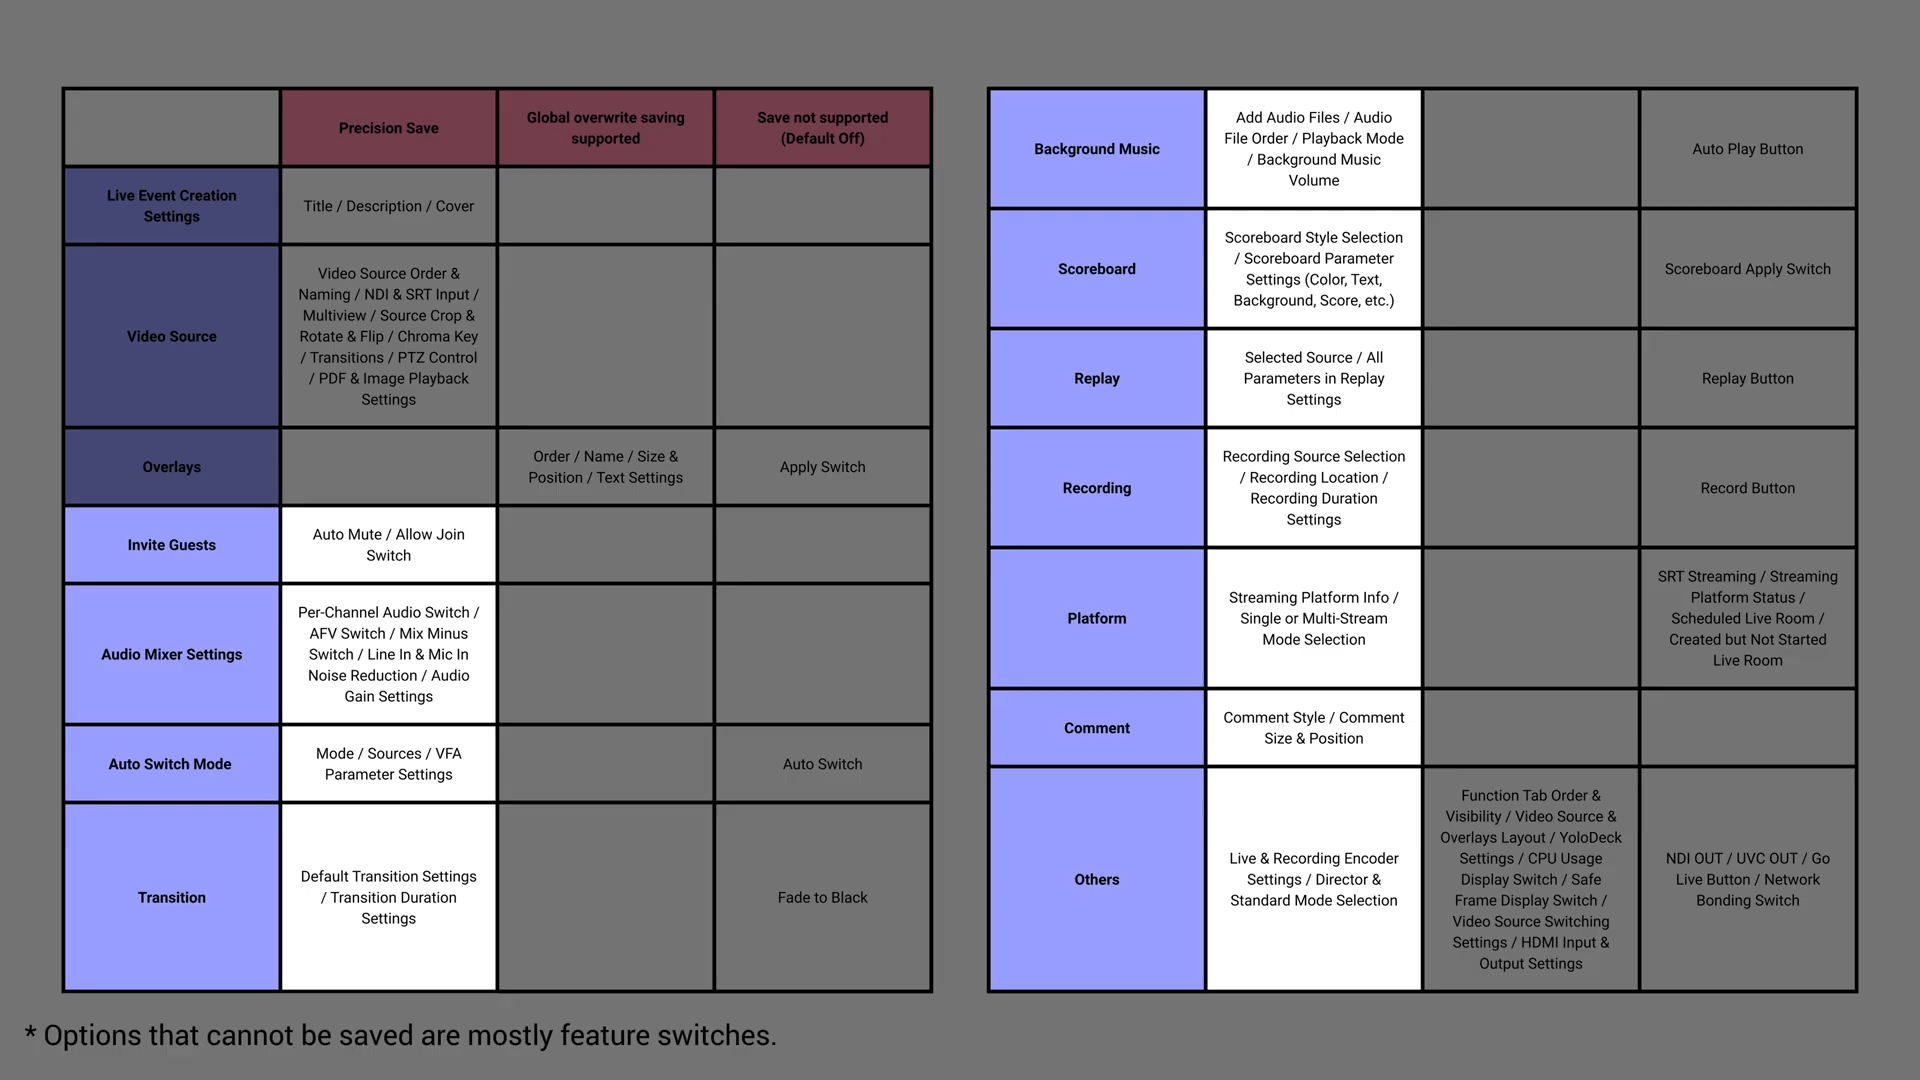 Precision Save
Global overwrite saving
supported
Save not supported
(Default Off)
Live Event Creation
Settings
Title / Description / Cover
Video Source
Video Source Order &
Naming / NDI & SRT Input /
Multiview / Source Crop &
Rotate & Flip / Chroma Key
/ Transitions / PTZ Control
/ PDF & Image Playback
Settings
Overlays
Order / Name / Size &
Position / Text Settings
Apply Switch
Invite Guests
Auto Mute / Allow Join
Switch
Audio Mixer Settings
Per-Channel Audio Switch /
AFV Switch / Mix Minus
Switch / Line In & Mic In
Noise Reduction / Audio
Gain Settings
Auto Switch Mode
Mode / Sources / VFA
Parameter Settings
Auto Switch
Transition
Default Transition Settings
/ Transition Duration
Settings
Fade to Black
Background Music
Add Audio Files / Audio
File Order / Playback Mode
/ Background Music
Volume
Auto Play Button
Scoreboard
Scoreboard Style Selection
/ Scoreboard Parameter
Settings (Color, Text,
Background, Score, etc.)
Scoreboard Apply Switch
Replay
Selected Source / All
Parameters in Replay
Settings
Replay Button
Recording
Recording Source Selection
/ Recording Location /
Recording Duration
Settings
Record Button
Platform
Streaming Platform Info /
Single or Multi-Stream
Mode Selection
SRT Streaming / Streaming
Platform Status /
Scheduled Live Room /
Created but Not Started
Live Room
Comment
Comment Style / Comment
Size & Position
Others
Live & Recording Encoder
Settings / Director &
Standard Mode Selection
Function Tab Order &
Visibility / Video Source &
Overlays Layout / YoloDeck
Settings / CPU Usage
Display Switch / Safe
Frame Display Switch /
Video Source Switching
Settings / HDMI Input &
Output Settings
NDI OUT / UVC OUT / Go
Live Button / Network
Bonding Switch
* Options that cannot be saved are mostly feature switches.